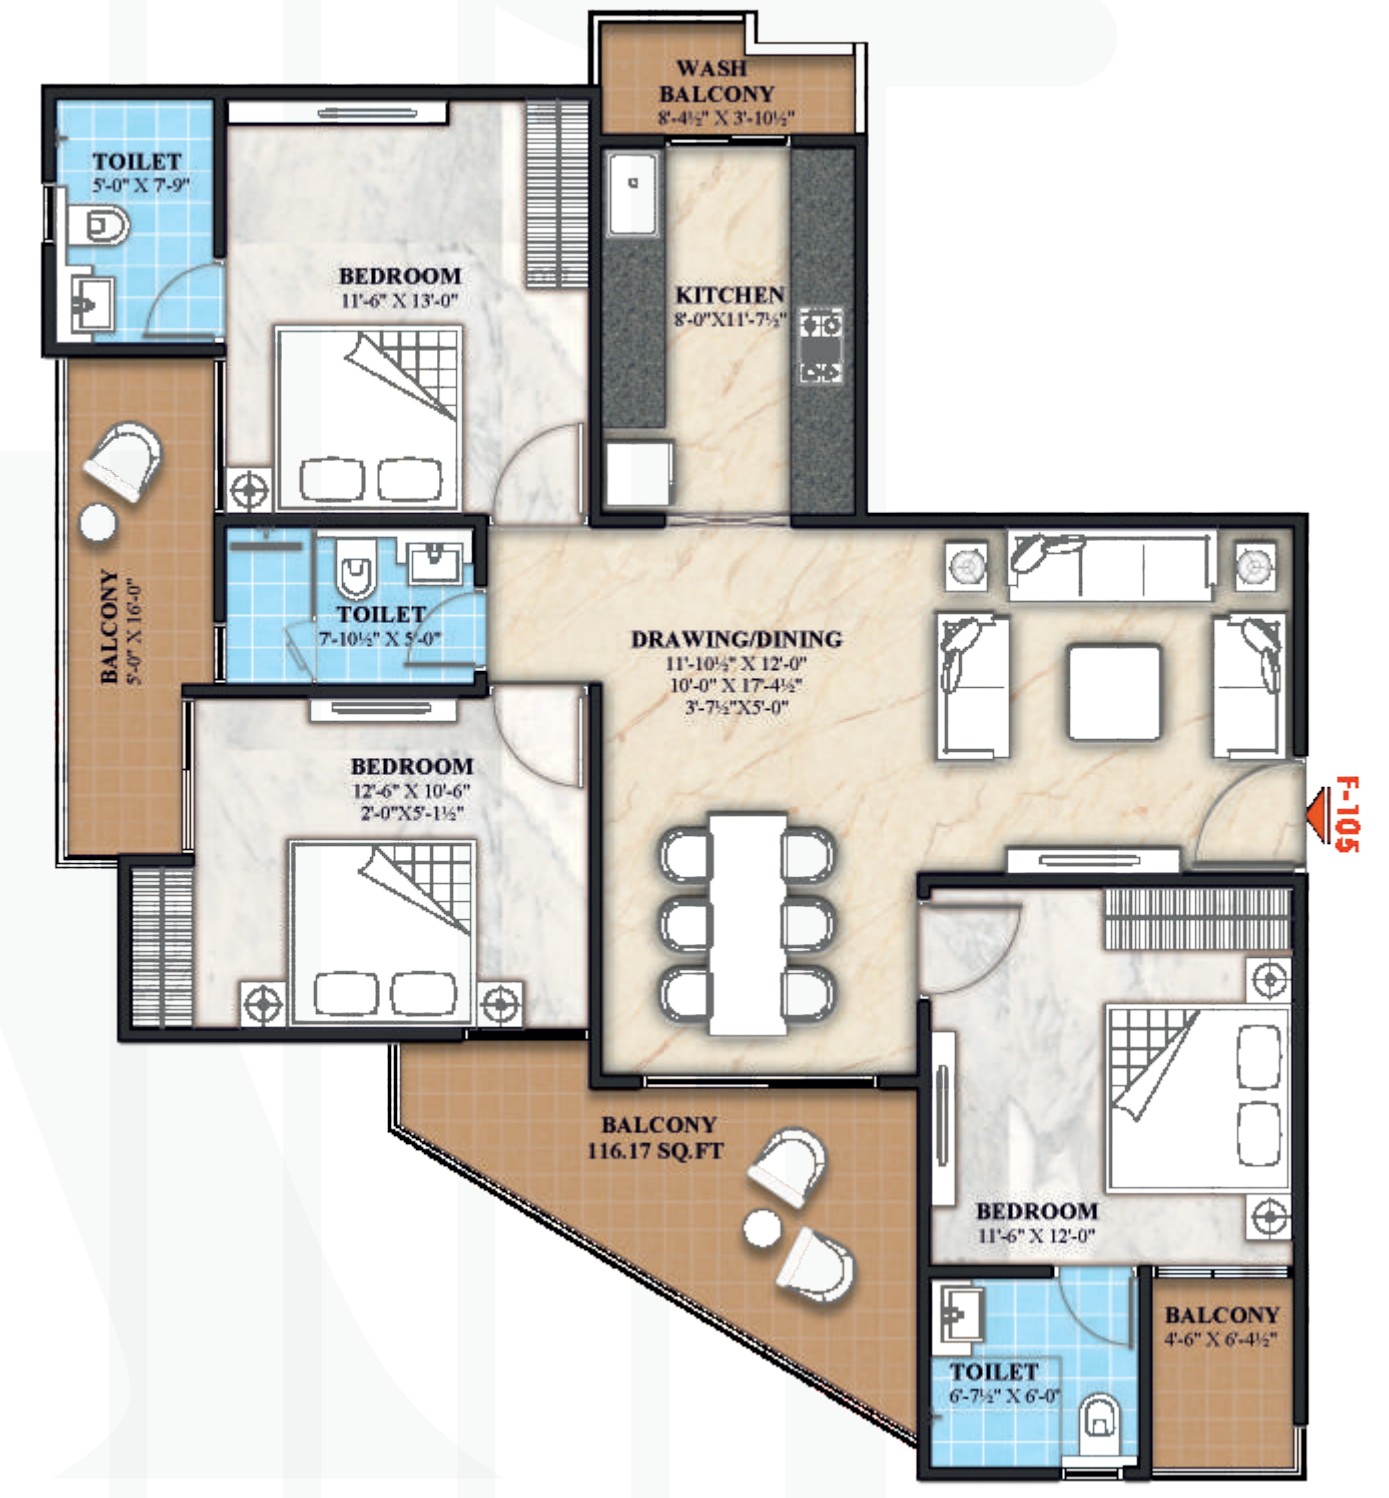 WASH
BALCONY
8'-4½" X 3'-10½"
TOILET
5'-0" X 7'-9"
BEDROOM
11'-6" X 13'-0"
KITCHEN
8'-0"X11'-7½"
BALCONY
5'-0" X 16'-0"
TOILET
7'-10½" X 5'-0"
DRAWING/DINING
11'-10½" X 12'-0"
10'-0" X 17'-4½"
3'-7½"X5'-0"
BEDROOM
12'-6" X 10'-6"
2'-0"X5'-1½"
F-105
BALCONY
116.17 SQ.FT
BEDROOM
11'-6" X 12'-0"
BALCONY
4'-6" X 6'-4½"
TOILET
6'-7½" X 6'-0"